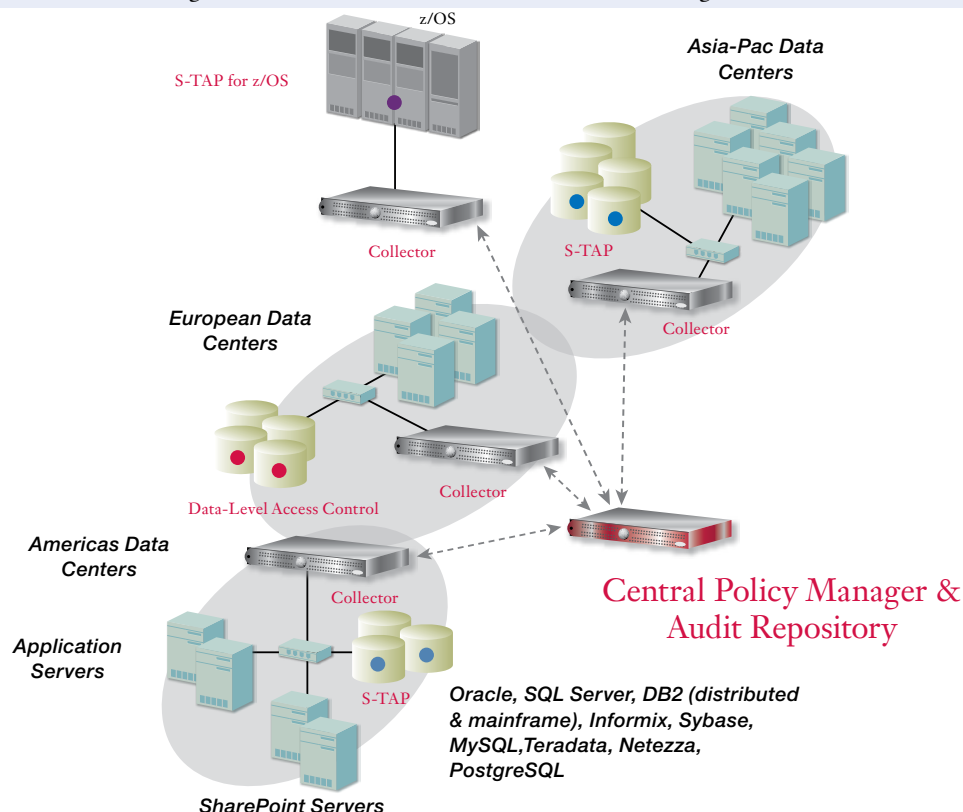 z/OS
S-TAP for z/OS
Asia-Pac Data
Centers
Collector
S-TAP
Collector
European Data
Centers
Collector
Data-Level Access Control
Americas Data
Centers
Collector
Central Policy Manager &
Audit Repository
Application
Servers
S-TAP
Oracle, SQL Server, DB2 (distributed
& mainframe), Informix, Sybase,
MySQL,Teradata, Netezza,
PostgreSQL
SharePoint Servers